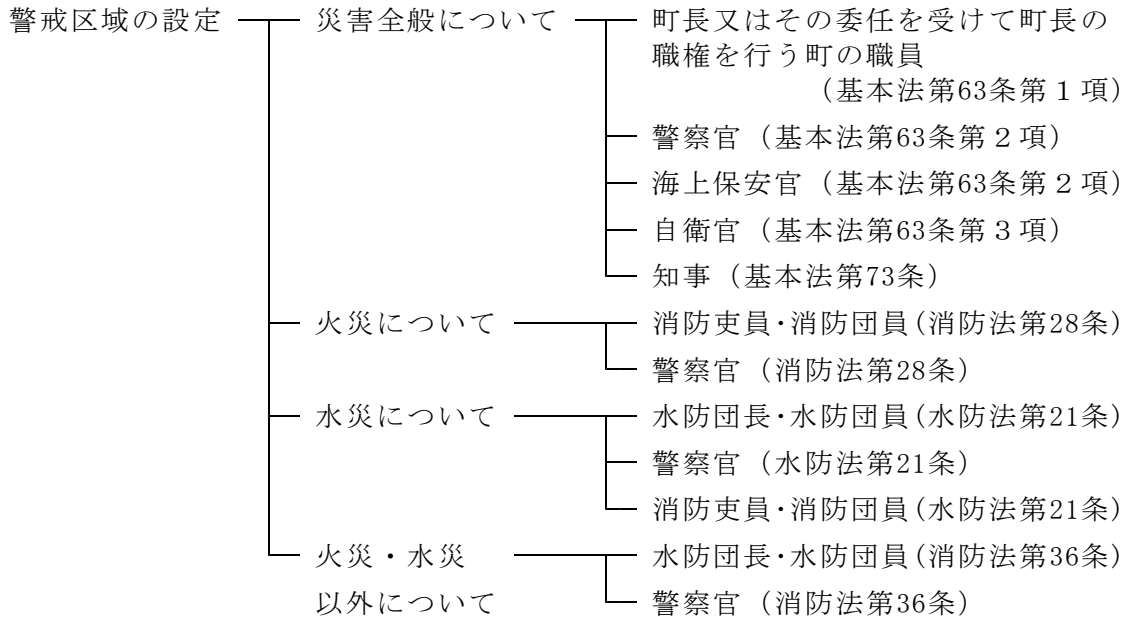 警戒区域の設定 災害全般について 町長又はその委任を受けて町長の
職権を行う町の職員
（基本法第63条第１項）
警察官（基本法第63条第２項）
海上保安官（基本法第63条第２項）
自衛官（基本法第63条第３項）
知事（基本法第73条）
火災について 消防吏員･消防団員(消防法第28条)
警察官（消防法第28条）
水災について 水防団長･水防団員(水防法第21条)
警察官（水防法第21条）
消防吏員･消防団員(水防法第21条)
火災・水災 水防団長･水防団員(消防法第36条)
以外について 警察官（消防法第36条）